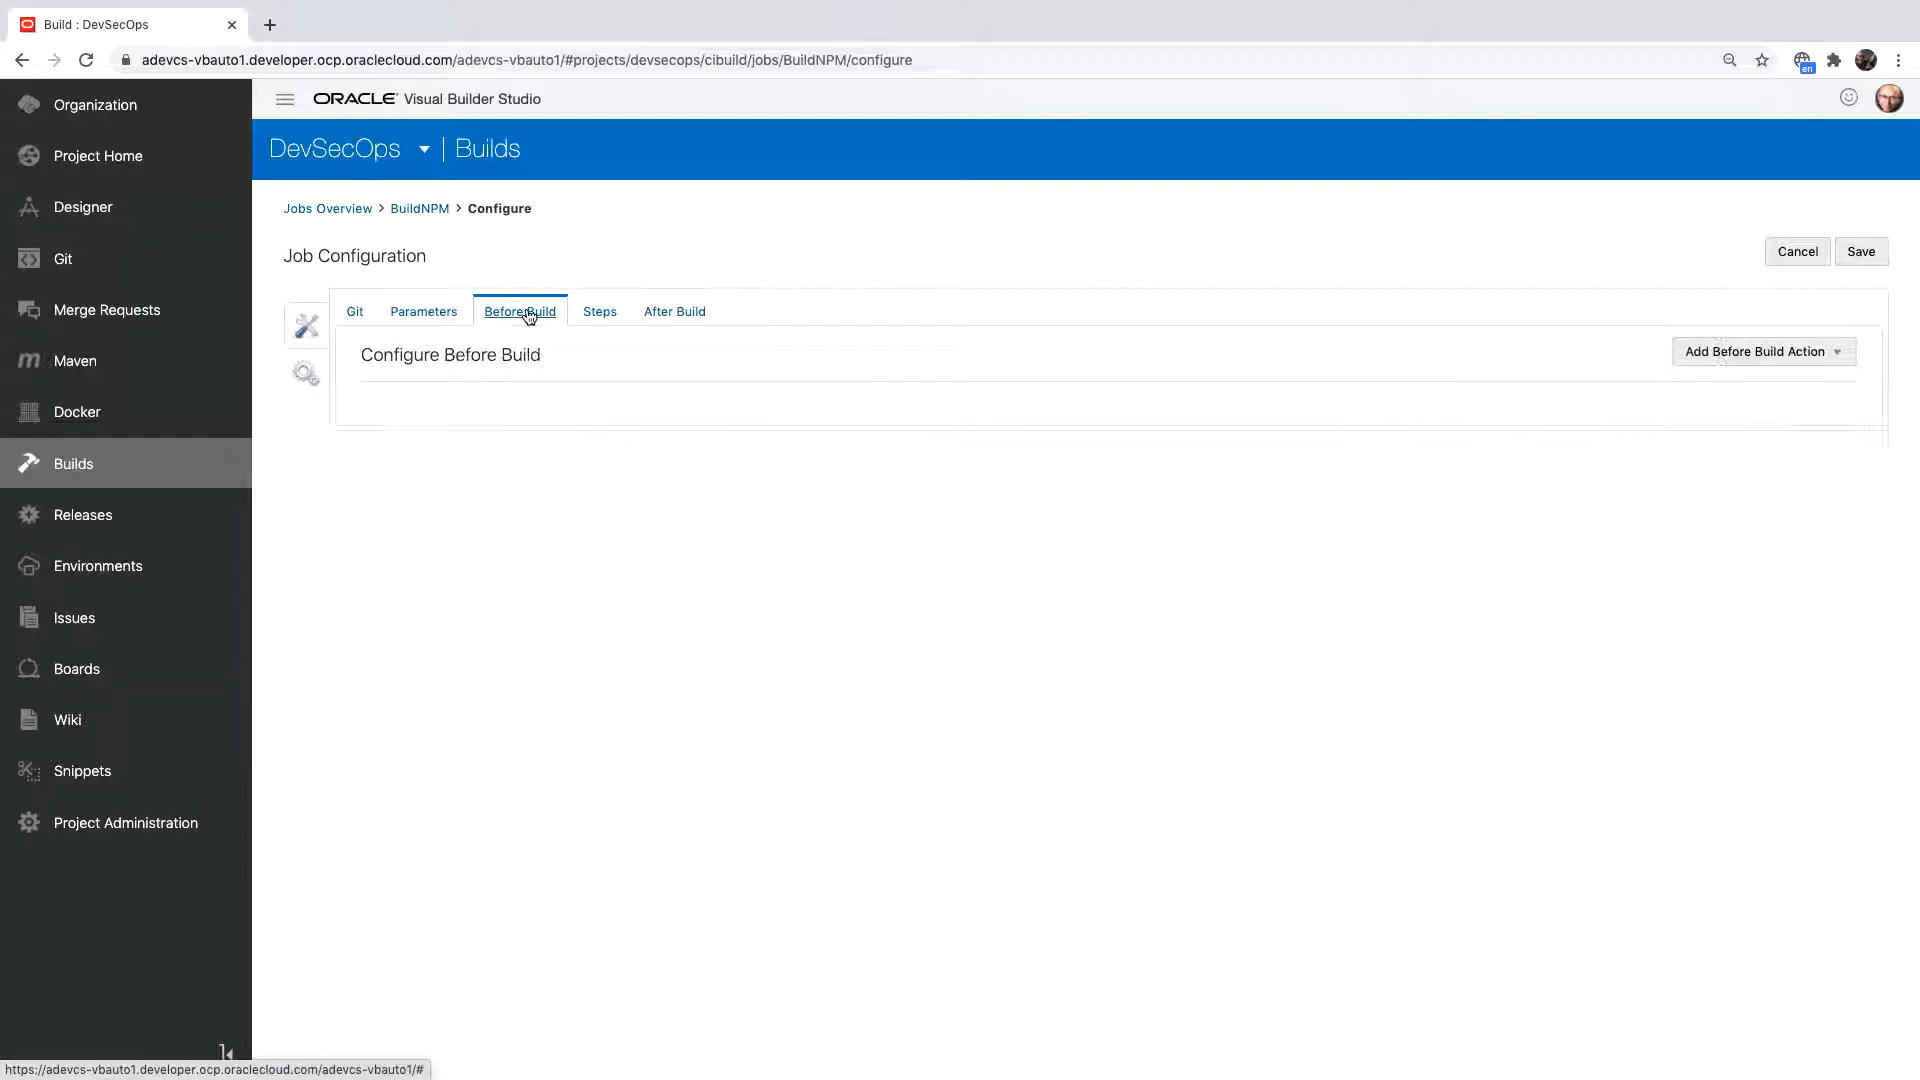 Build : DevSecOps
adevcs-vbauto1.developer.ocp.oraclecloud.com/adevcs-vbauto1/#projects/devsecops/cibuild/jobs/BuildNPM/configure
en
Organization
Project Home
Designer
Git
Merge Requests
Maven
Docker
Builds
Releases
Environments
Issues
Boards
Wiki
Snippets
Project Administration
ORACLE Visual Builder Studio
DevSecOps | Builds
Jobs Overview > BuildNPM > Configure
Job Configuration
Cancel Save
Git Parameters Before Build Steps After Build
Configure Before Build
Add Before Build Action
https://adevcs-vbauto1.developer.ocp.oraclecloud.com/adevcs-vbauto1/#